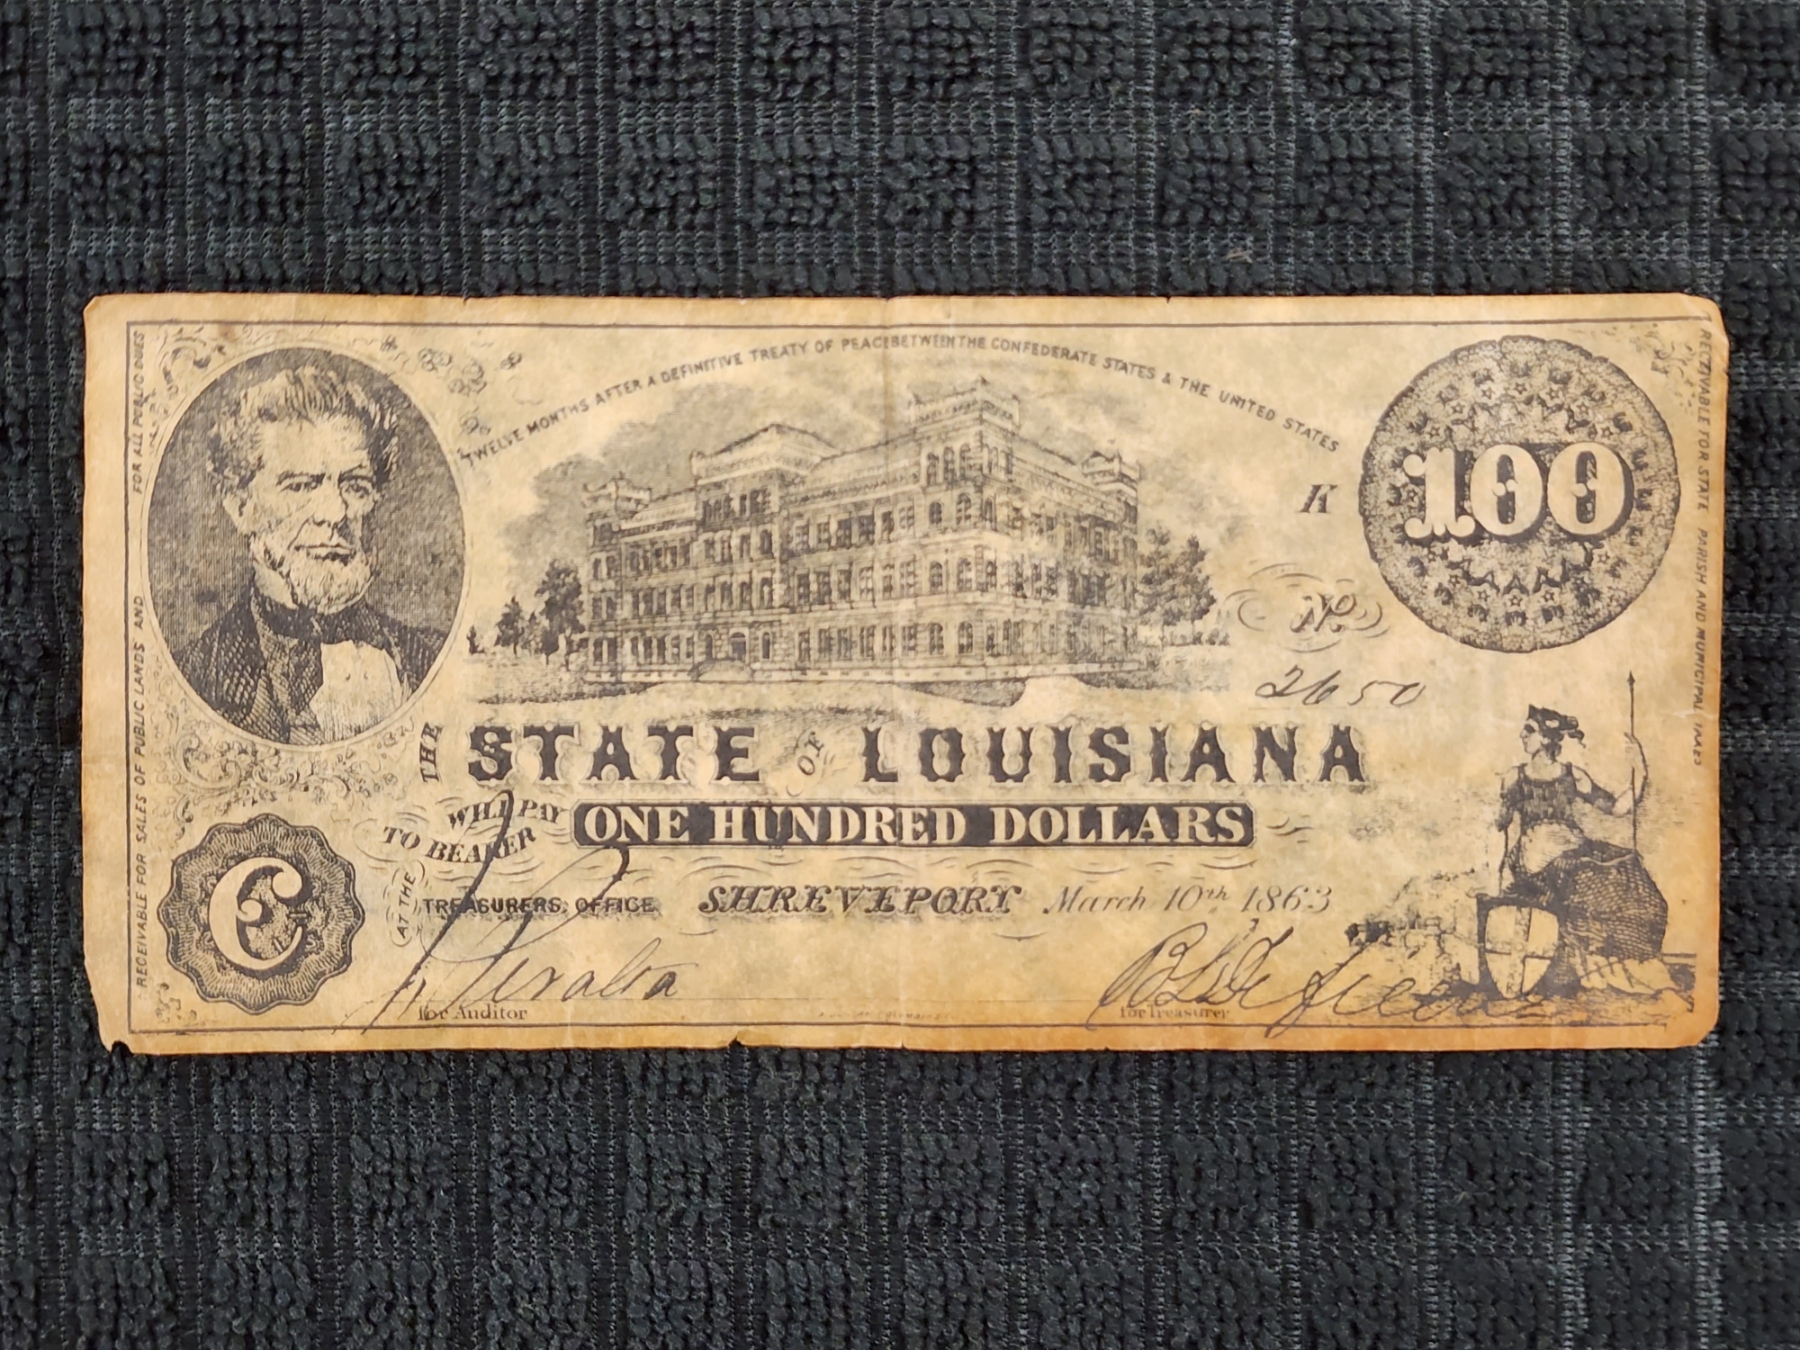 TWELVE MONTHS AFTER A DEFINITIVE TREATY OF PEACE BETWEEN THE CONFEDERATE STATES & THE UNITED STATES
FOR ALL PUBLIC DUES
RECEIVABLE FOR SALES OF PUBLIC LANDS AND
RECEIVABLE FOR STATE PARISH AND MUNICIPAL
100
K
No.
2650
THE STATE OF LOUISIANA
WILL PAY
TO BEARER
ONE HUNDRED DOLLARS
C
AT THE TREASURERS, OFFICE SHREVEPORT March 10th 1863
Peralta
for Auditor
for Treasurer